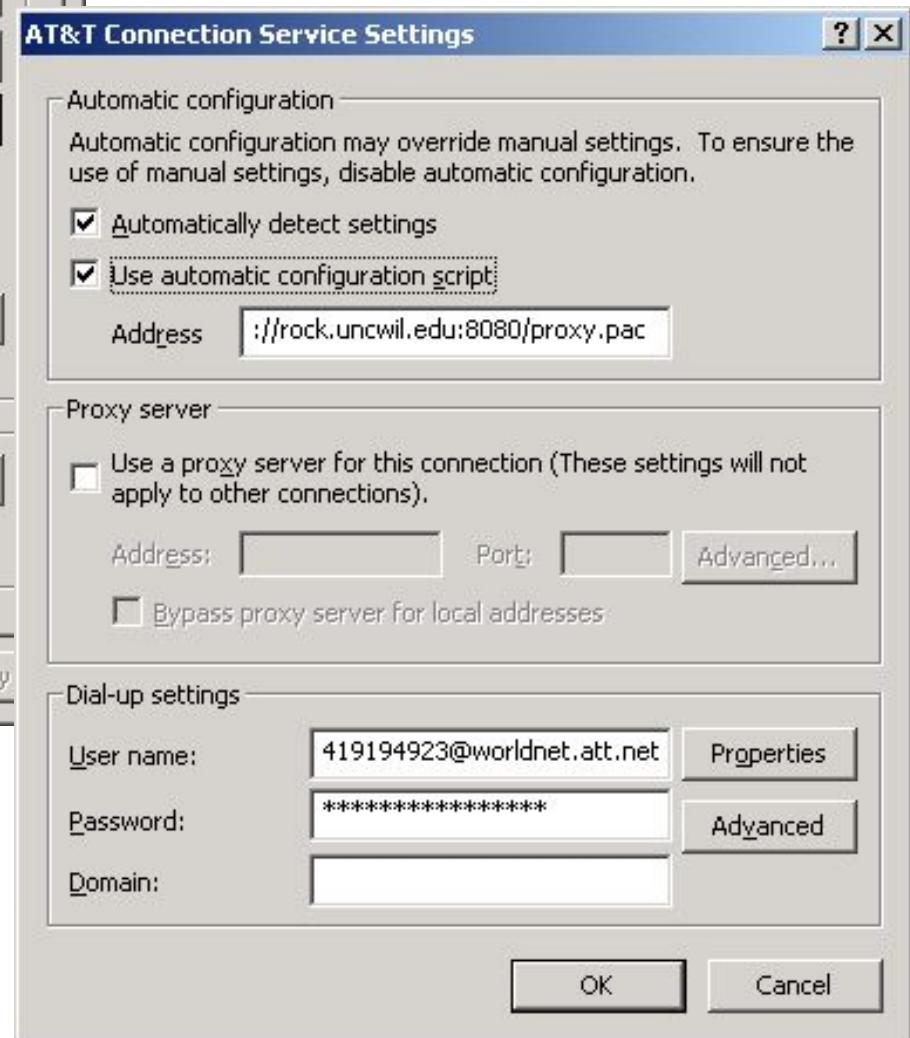 AT&T Connection Service Settings
Automatic configuration
Automatic configuration may override manual settings.  To ensure the
use of manual settings, disable automatic configuration.
Automatically detect settings
Use automatic configuration script
Address ://rock.uncwil.edu:8080/proxy.pac
Proxy server
Use a proxy server for this connection (These settings will not
apply to other connections).
Address: Port: Advanced...
Bypass proxy server for local addresses
y
Dial-up settings
User name: 419194923@worldnet.att.net Properties
Password: **************** Advanced
Domain:
OK Cancel